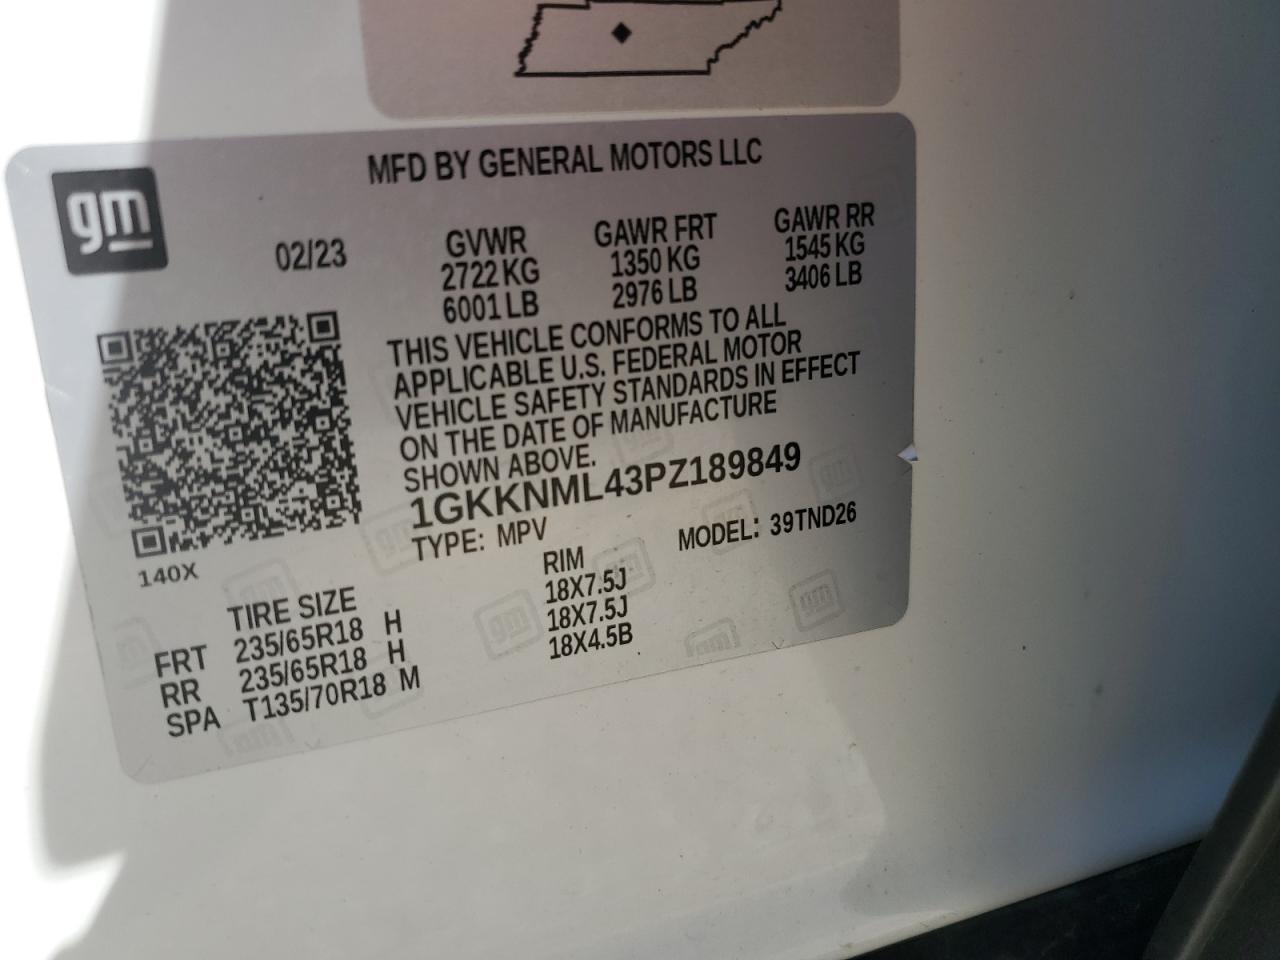 gm
MFD BY GENERAL MOTORS LLC
02/23
GVWR
2722 KG
6001 LB
GAWR FRT
1350 KG
2976 LB
GAWR RR
1545 KG
3406 LB
THIS VEHICLE CONFORMS TO ALL
APPLICABLE U.S. FEDERAL MOTOR
VEHICLE SAFETY STANDARDS IN EFFECT
ON THE DATE OF MANUFACTURE
SHOWN ABOVE.
1GKKNML43PZ189849
TYPE: MPV
MODEL: 39TND26
140X
TIRE SIZE RIM
FRT 235/65R18 H 18X7.5J
RR 235/65R18 H 18X7.5J
SPA T135/70R18 M 18X4.5B